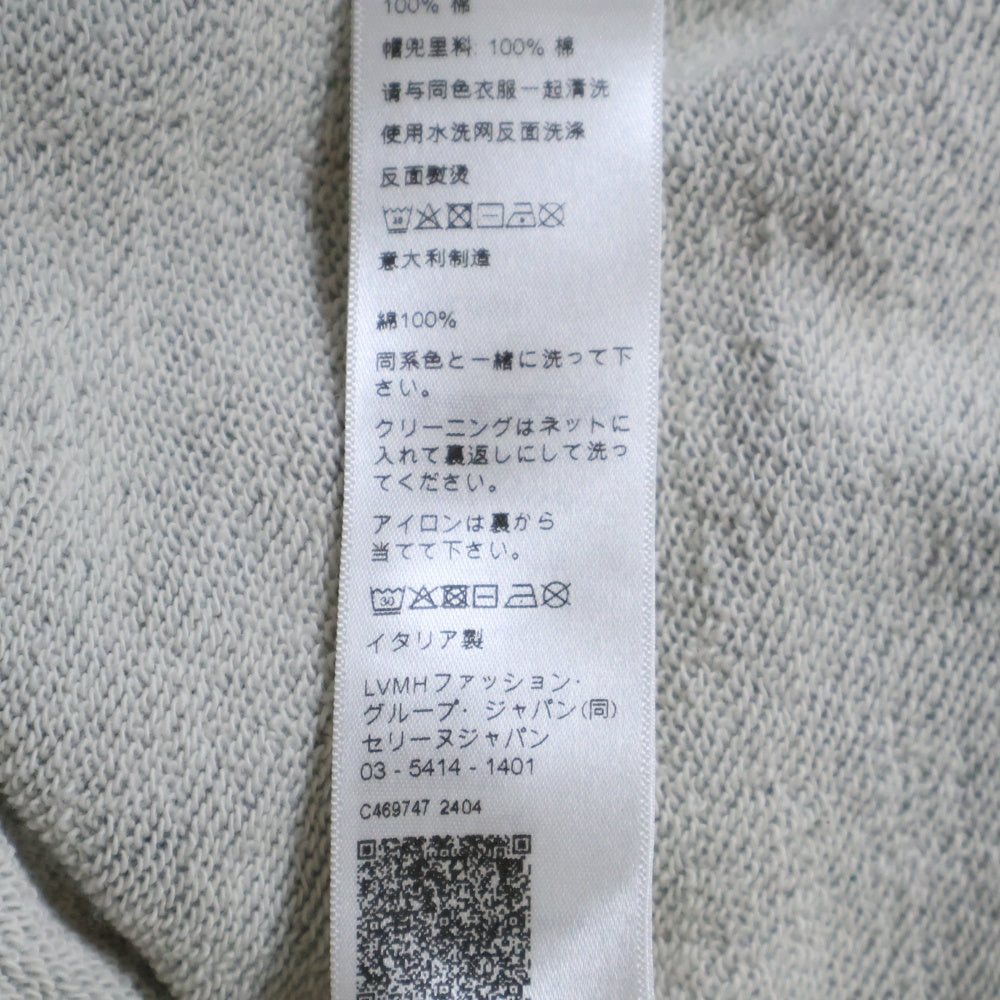 100% 棉
帽兜里料: 100% 棉
请与同色衣服一起清洗
使用水洗网反面洗涤
反面熨烫
意大利制造
綿100%
同系色と一緒に洗って下
さい。
クリーニングはネットに
入れて裏返しにして洗っ
てください。
アイロンは裏から
当てて下さい。
30
イタリア製
LVMHファッション・
グループ・ジャパン(同)
セリーヌジャパン
03 - 5414 - 1401
C469747 2404